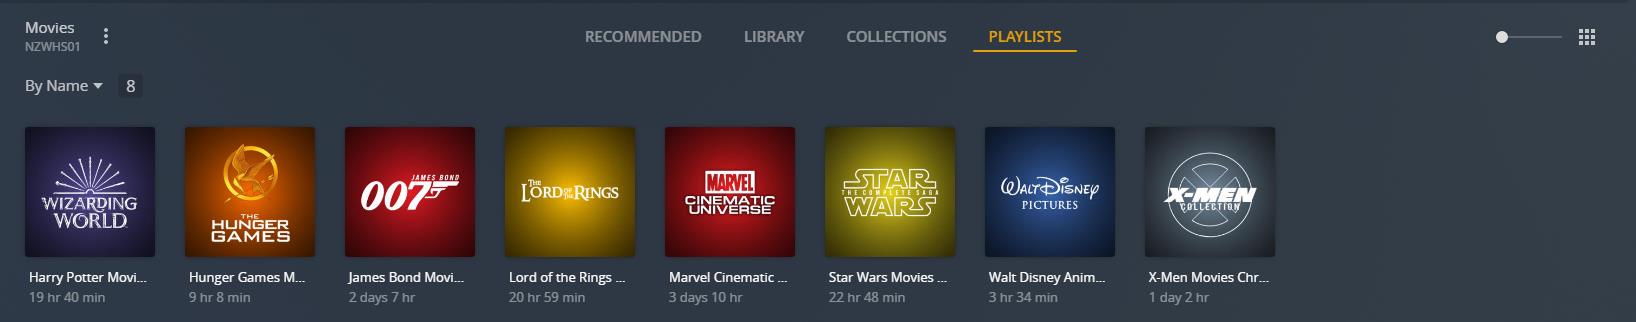 Movies
NZWHS01
RECOMMENDED LIBRARY COLLECTIONS PLAYLISTS
By Name 8
WIZARDING
WORLD
THE
HUNGER
GAMES
JAMES BOND
007
The
LORD OF THE RINGS
MARVEL
CINEMATIC
UNIVERSE
STAR
THE COMPLETE SAGA
WARS
WALT DISNEY
PICTURES
X-MEN
COLLECTION
Harry Potter Movi...
19 hr 40 min
Hunger Games M...
9 hr 8 min
James Bond Movi...
2 days 7 hr
Lord of the Rings ...
20 hr 59 min
Marvel Cinematic ...
3 days 10 hr
Star Wars Movies ...
22 hr 48 min
Walt Disney Anim...
3 hr 34 min
X-Men Movies Chr...
1 day 2 hr